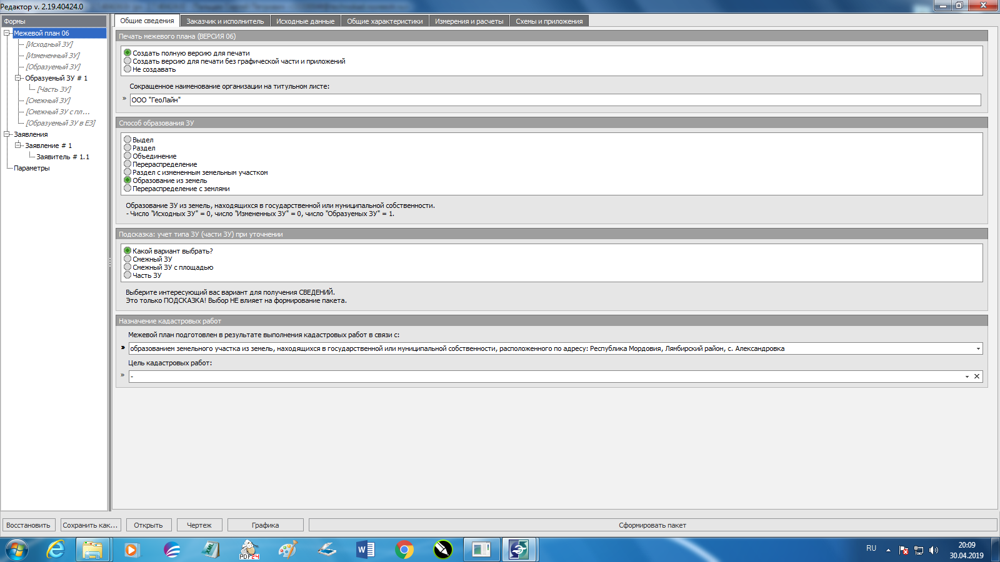 Редактор v. 2.19.40424.0
Формы
Межевой план 06
[Исходный ЗУ]
[Измененный ЗУ]
[Образуемый ЗУ]
Образуемый ЗУ # 1
[Часть ЗУ]
[Смежный ЗУ]
[Смежный ЗУ с пл...
[Образуемый ЗУ в ЕЗ]
Заявления
Заявление # 1
Заявитель # 1.1
Параметры
Общие сведения
Заказчик и исполнитель
Исходные данные
Общие характеристики
Измерения и расчеты
Схемы и приложения
Печать межевого плана (ВЕРСИЯ 06)
Создать полную версию для печати
Создать версию для печати без графической части и приложений
Не создавать
Сокращенное наименование организации на титульном листе:
» ООО "ГеоЛайн"
Способ образования ЗУ
Выдел
Раздел
Объединение
Перераспределение
Раздел с измененным земельным участком
Образование из земель
Перераспределение с землями
Образование ЗУ из земель, находящихся в государственной или муниципальной собственности.
- Число "Исходных ЗУ" = 0, число "Измененных ЗУ" = 0, число "Образуемых ЗУ" = 1.
Подсказка: учет типа ЗУ (части ЗУ) при уточнении
Какой вариант выбрать?
Смежный ЗУ
Смежный ЗУ с площадью
Часть ЗУ
Выберите интересующий вас вариант для получения СВЕДЕНИЙ.
Это только ПОДСКАЗКА! Выбор НЕ влияет на формирование пакета.
Назначение кадастровых работ
Межевой план подготовлен в результате выполнения кадастровых работ в связи с:
» образованием земельного участка из земель, находящихся в государственной или муниципальной собственности, расположенного по адресу: Республика Мордовия, Лямбирский район, с. Александровка
Цель кадастровых работ:
» -
Восстановить
Сохранить как...
Открыть
Чертеж
Графика
Сформировать пакет
PDF24
W
RU
20:09
30.04.2019